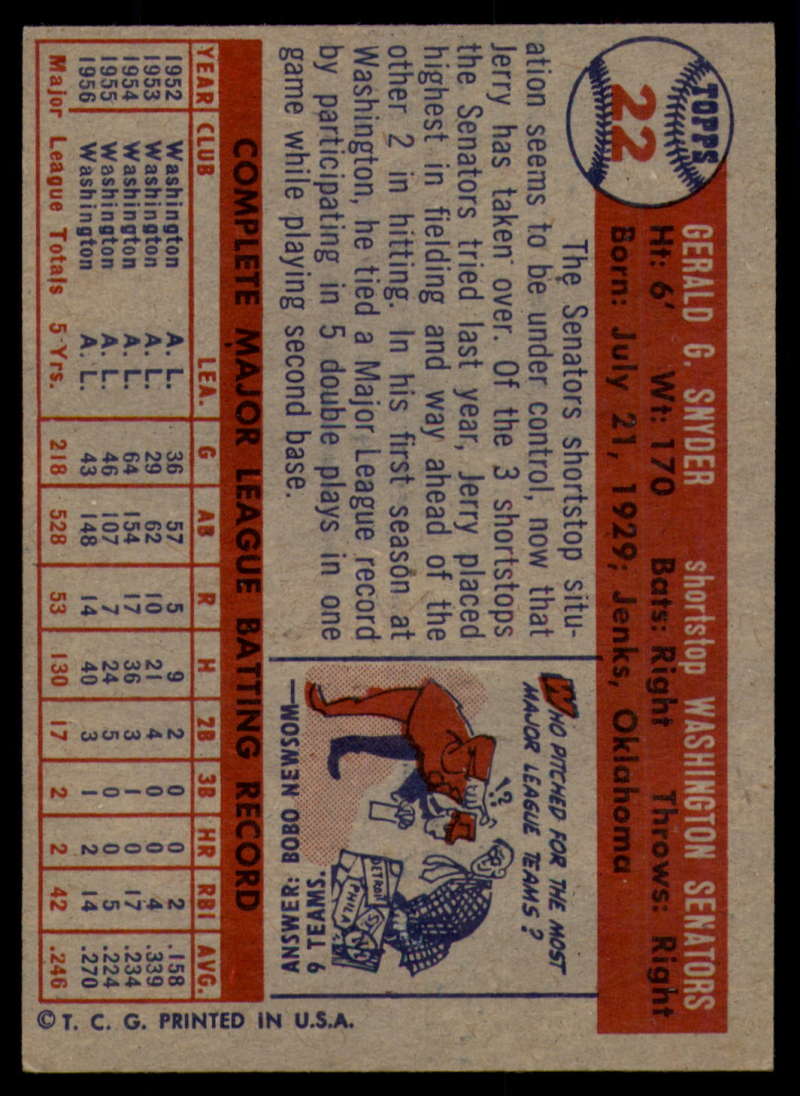 TOPPS
22
GERALD G. SNYDER shortstop WASHINGTON SENATORS
Ht: 6' Wt: 170 Bats: Right Throws: Right
Born: July 21, 1929; Jenks, Oklahoma
The Senators shortstop situ-
ation seems to be under control, now that
Jerry has taken over. Of the 3 shortstops
the Senators tried last year, Jerry placed
highest in fielding and way ahead of the
other 2 in hitting. In his first season at
Washington, he tied a Major League record
by participating in 5 double plays in one
game while playing second base.
WHO PITCHED FOR THE MOST
MAJOR LEAGUE TEAMS?
!?
DETROIT
PHILA
ANSWER: BOBO NEWSOM—
9 TEAMS.
COMPLETE MAJOR LEAGUE BATTING RECORD
YEAR CLUB LEA. G AB R H 2B 3B HR RBI AVG.
1952 Washington A. L. 36 57 5 9 2 0 0 2 .158
1953 Washington A. L. 29 62 10 21 4 0 0 4 .339
1954 Washington A. L. 64 154 17 36 3 1 0 17 .234
1955 Washington A. L. 46 107 7 24 5 0 0 5 .224
1956 Washington A. L. 43 148 14 40 3 1 2 14 .270
Major League Totals 5-Yrs. 218 528 53 130 17 2 2 42 .246
© T. C. G. PRINTED IN U.S.A.